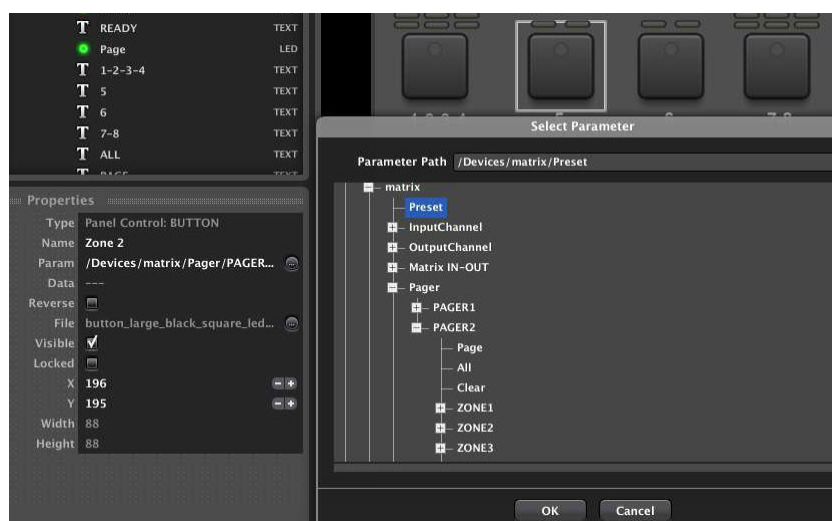 READY TEXT
Page LED
1-2-3-4 TEXT
5 TEXT
6 TEXT
7-8 TEXT
ALL TEXT
Properties
Type Panel Control: BUTTON
Name Zone 2
Param /Devices/matrix/Pager/PAGER...
Data ---
Reverse
File button_large_black_square_led...
Visible
Locked
X 196
Y 195
Width 88
Height 88
Select Parameter
Parameter Path /Devices/matrix/Preset
matrix
Preset
InputChannel
OutputChannel
Matrix IN-OUT
Pager
PAGER1
PAGER2
Page
All
Clear
ZONE1
ZONE2
ZONE3
OK Cancel